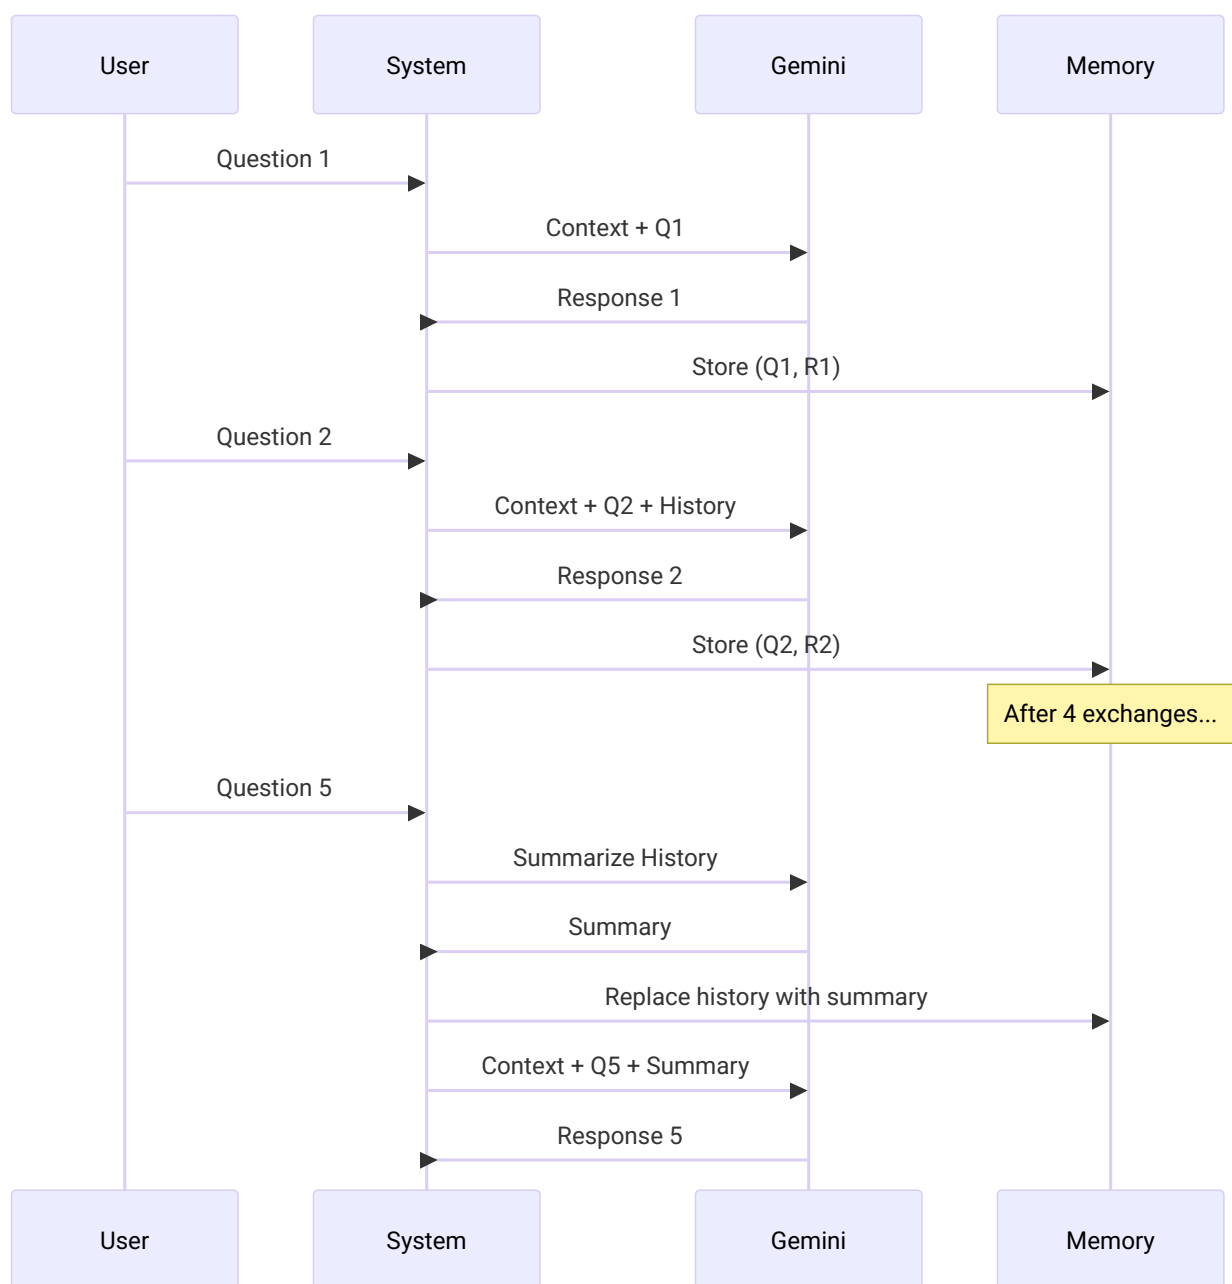 User
System
Gemini
Memory
Question 1
Context + Q1
Response 1
Store (Q1, R1)
Question 2
Context + Q2 + History
Response 2
Store (Q2, R2)
After 4 exchanges...
Question 5
Summarize History
Summary
Replace history with summary
Context + Q5 + Summary
Response 5
User
System
Gemini
Memory